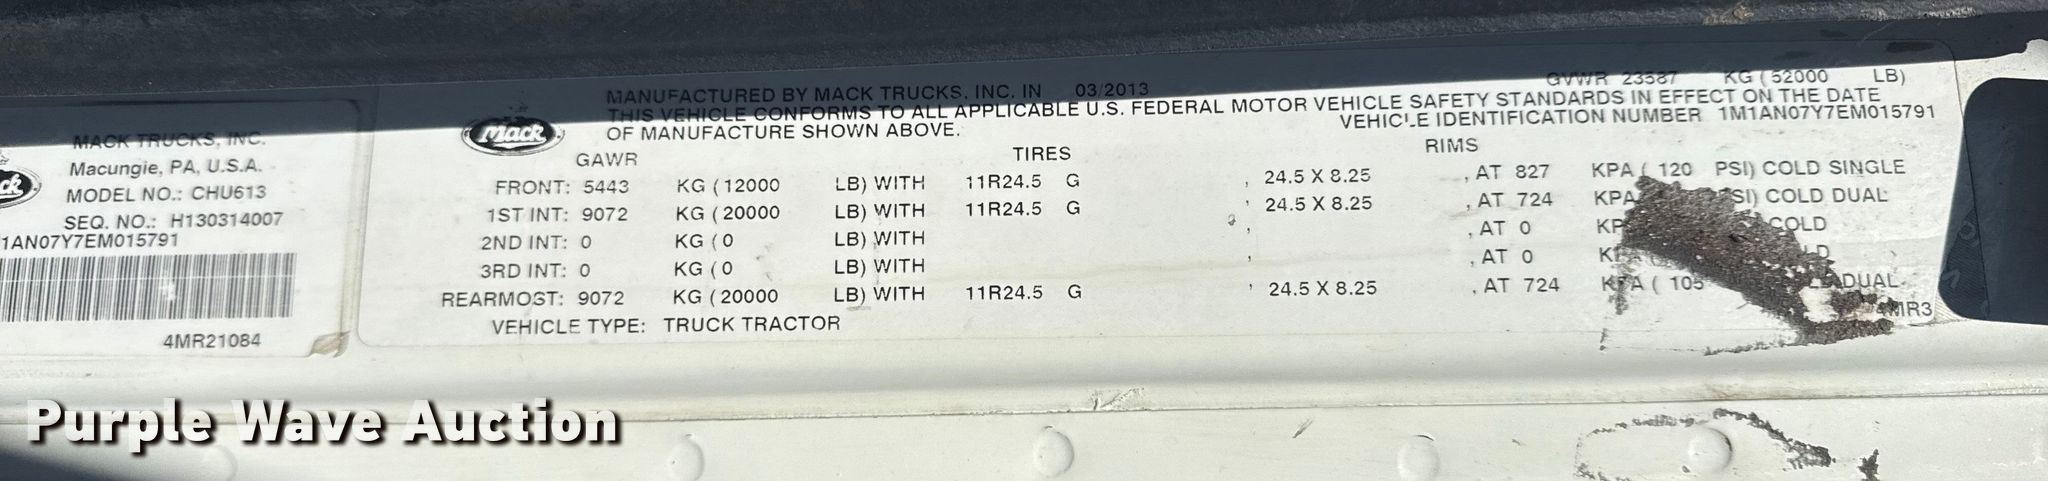 MACK TRUCKS, INC.
Macungie, PA, U.S.A.
MODEL NO.: CHU613
SEQ. NO.: H130314007
1AN07Y7EM015791
4MR21084
Mack
MANUFACTURED BY MACK TRUCKS, INC. IN 03/2013 GVWR 23587 KG (52000 LB)
THIS VEHICLE CONFORMS TO ALL APPLICABLE U.S. FEDERAL MOTOR VEHICLE SAFETY STANDARDS IN EFFECT ON THE DATE
OF MANUFACTURE SHOWN ABOVE. VEHICLE IDENTIFICATION NUMBER 1M1AN07Y7EM015791
GAWR TIRES RIMS
FRONT: 5443 KG (12000 LB) WITH 11R24.5 G , 24.5 X 8.25 , AT 827 KPA ( 120 PSI) COLD SINGLE
1ST INT: 9072 KG (20000 LB) WITH 11R24.5 G , 24.5 X 8.25 , AT 724 KPA PSI) COLD DUAL
2ND INT: 0 KG (0 LB) WITH , , AT 0 COLD
3RD INT: 0 KG (0 LB) WITH , , AT 0
REARMOST: 9072 KG (20000 LB) WITH 11R24.5 G , 24.5 X 8.25 , AT 724 KPA ( 105 DUAL
VEHICLE TYPE: TRUCK TRACTOR 4MR3
Purple Wave Auction